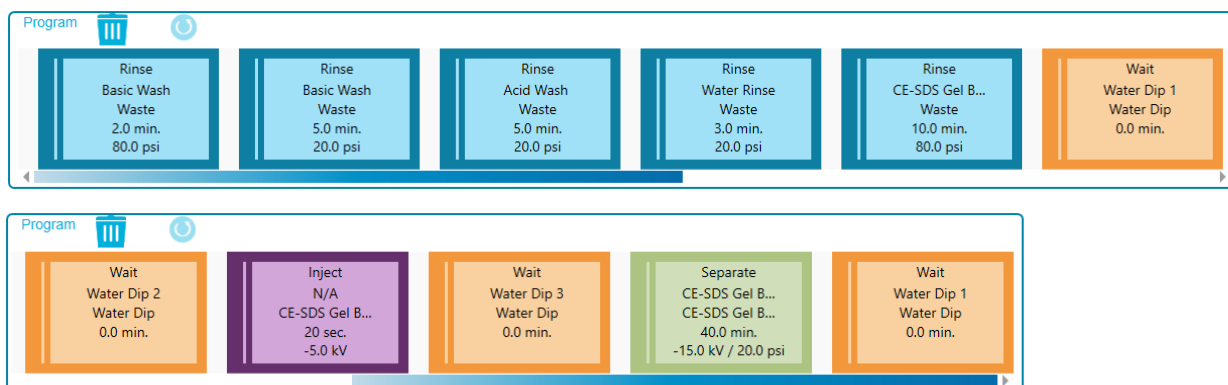 Program
Rinse
Basic Wash
Waste
2.0 min.
80.0 psi
Rinse
Basic Wash
Waste
5.0 min.
20.0 psi
Rinse
Acid Wash
Waste
5.0 min.
20.0 psi
Rinse
Water Rinse
Waste
3.0 min.
20.0 psi
Rinse
CE-SDS Gel B...
Waste
10.0 min.
80.0 psi
Wait
Water Dip 1
Water Dip
0.0 min.
Program
Wait
Water Dip 2
Water Dip
0.0 min.
Inject
N/A
CE-SDS Gel B...
20 sec.
-5.0 kV
Wait
Water Dip 3
Water Dip
0.0 min.
Separate
CE-SDS Gel B...
CE-SDS Gel B...
40.0 min.
-15.0 kV / 20.0 psi
Wait
Water Dip 1
Water Dip
0.0 min.